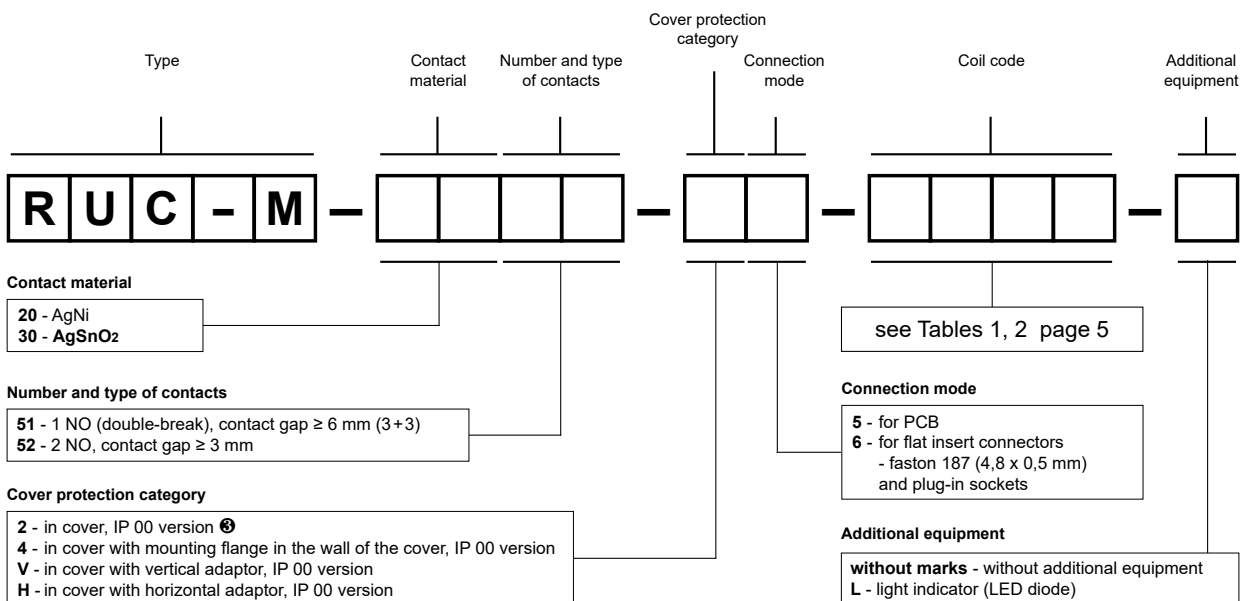 Cover protection
category
Type
Contact
material
Number and type
of contacts
Connection
mode
Coil code
Additional
equipment
R U C - M – – – –
Contact material
20 - AgNi
30 - AgSnO2
see Tables 1, 2 page 5
Number and type of contacts
51 - 1 NO (double-break), contact gap ≥ 6 mm (3+3)
52 - 2 NO, contact gap ≥ 3 mm
Connection mode
5 - for PCB
6 - for flat insert connectors
- faston 187 (4,8 x 0,5 mm)
and plug-in sockets
Cover protection category
2 - in cover, IP 00 version ❸
4 - in cover with mounting flange in the wall of the cover, IP 00 version
V - in cover with vertical adaptor, IP 00 version
H - in cover with horizontal adaptor, IP 00 version
Additional equipment
without marks - without additional equipment
L - light indicator (LED diode)